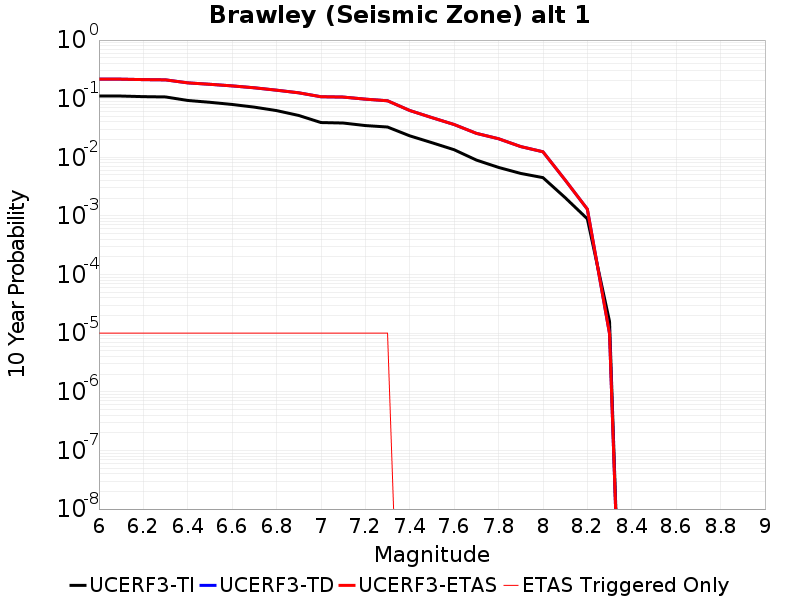 Brawley (Seismic Zone) alt 1
10^0
10^-1
10^-2
10^-3
10^-4
10^-5
10^-6
10^-7
10^-8
10 Year Probability
6 6.2 6.4 6.6 6.8 7 7.2 7.4 7.6 7.8 8 8.2 8.4 8.6 8.8 9
Magnitude
UCERF3-TI UCERF3-TD UCERF3-ETAS ETAS Triggered Only